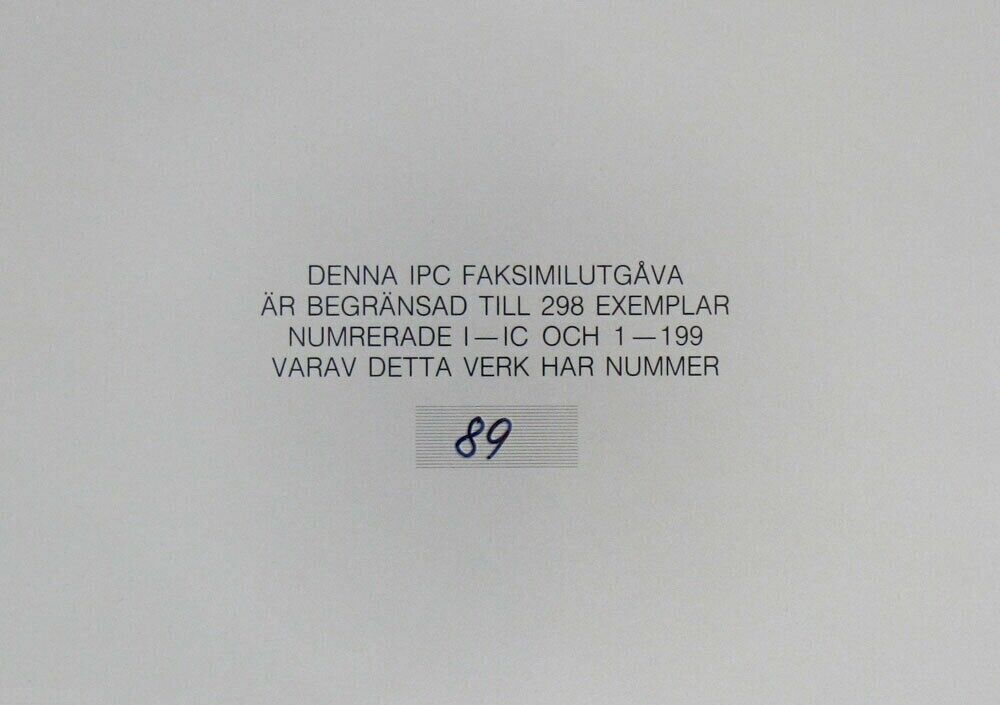 DENNA IPC FAKSIMILUTGÅVA
ÄR BEGRÄNSAD TILL 298 EXEMPLAR
NUMRERADE I—IC OCH 1—199
VARAV DETTA VERK HAR NUMMER
89